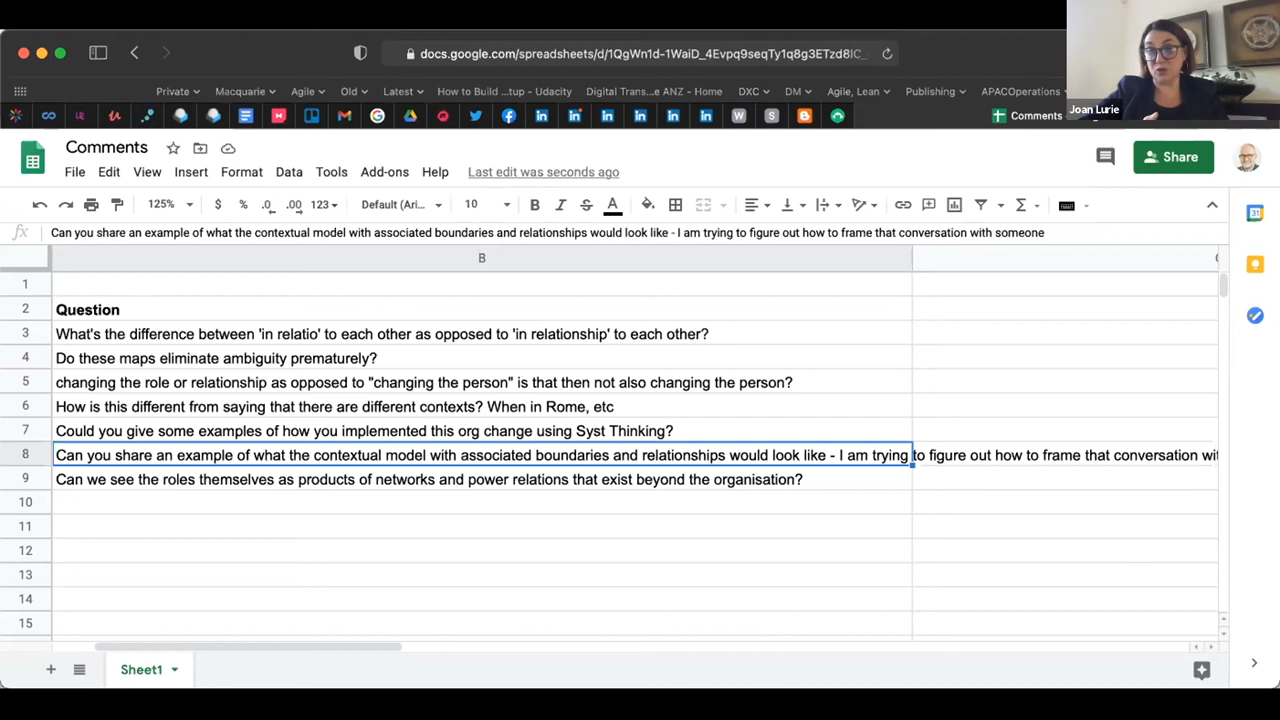 docs.google.com/spreadsheets/d/1QgWn1d-1WaiD_4Evpq9seqTy1q8g3ETzd8lC_
Private Macquarie Agile Old Latest How to Build ...tup - Udacity Digital Trans...e ANZ - Home DXC DM Agile, Lean Publishing APACOperations
Joan Lurie
Comments
Comments
File Edit View Insert Format Data Tools Add-ons Help Last edit was seconds ago
Share
125% $ % .0 .00 123 Default (Ari... 10 B I S A
fx Can you share an example of what the contextual model with associated boundaries and relationships would look like - I am trying to figure out how to frame that conversation with someone
B
1
2 Question
3 What's the difference between 'in relatio' to each other as opposed to 'in relationship' to each other?
4 Do these maps eliminate ambiguity prematurely?
5 changing the role or relationship as opposed to "changing the person" is that then not also changing the person?
6 How is this different from saying that there are different contexts? When in Rome, etc
7 Could you give some examples of how you implemented this org change using Syst Thinking?
8 Can you share an example of what the contextual model with associated boundaries and relationships would look like - I am trying to figure out how to frame that conversation wit
9 Can we see the roles themselves as products of networks and power relations that exist beyond the organisation?
10
11
12
13
14
15
Sheet1